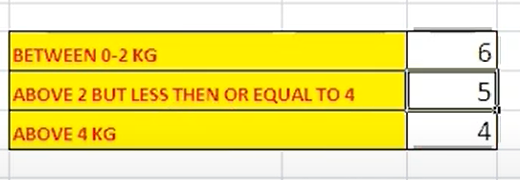 BETWEEN 0-2 KG 6
ABOVE 2 BUT LESS THEN OR EQUAL TO 4 5
ABOVE 4 KG 4